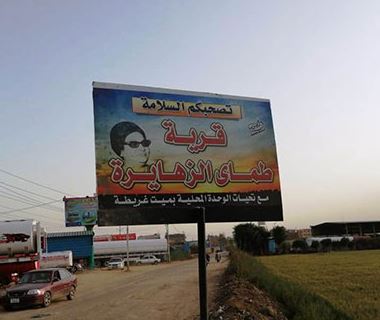 تصحبكم السلامة
قرية
طماى الزهايرة
مع تحيات الوحدة المحلية بميت غريطة